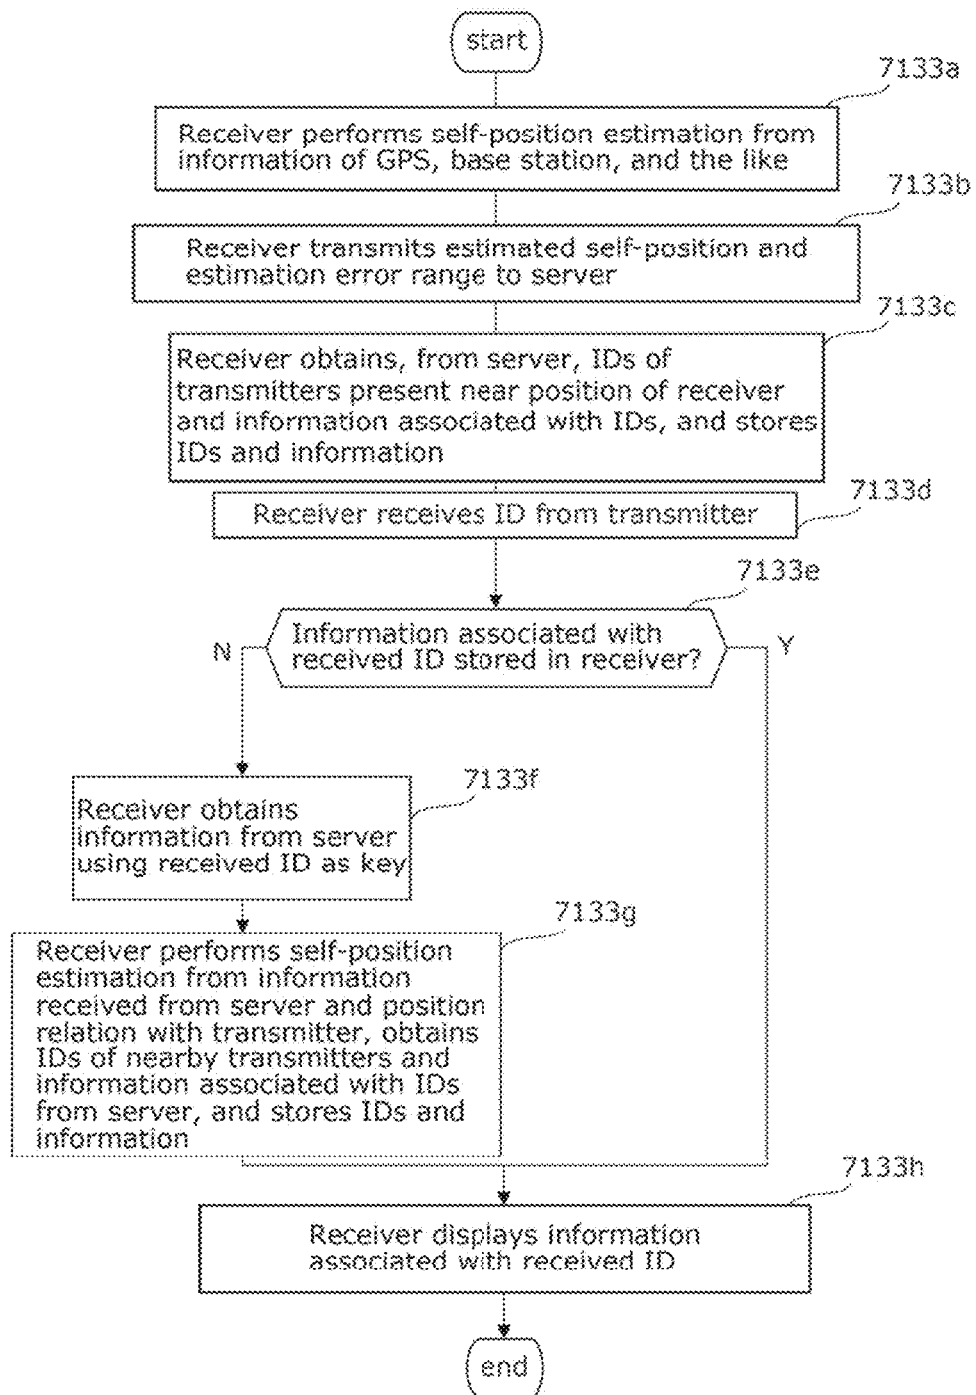 start
7133a
Receiver performs self-position estimation from
information of GPS, base station, and the like
7133b
Receiver transmits estimated self-position and
estimation error range to server
7133c
Receiver obtains, from server, IDs of
transmitters present near position of receiver
and information associated with IDs, and stores
IDs and information
7133d
Receiver receives ID from transmitter
7133e
Information associated with
received ID stored in receiver?
N
Y
7133f
Receiver obtains
information from server
using received ID as key
7133g
Receiver performs self-position
estimation from information
received from server and position
relation with transmitter, obtains
IDs of nearby transmitters and
information associated with IDs
from server, and stores IDs and
information
7133h
Receiver displays information
associated with received ID
end